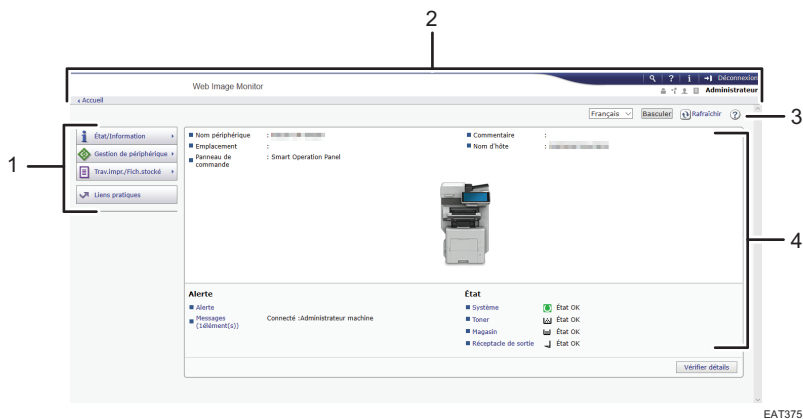 2
Web Image Monitor
? i Déconnexion
Administrateur
Accueil
Français Basculer Rafraîchir ?
3
1
État/Information
Gestion de périphérique
Trav.impr./Fich.stocké
Liens pratiques
Nom périphérique :
Emplacement :
Panneau de commande : Smart Operation Panel
Commentaire :
Nom d'hôte :
4
Alerte
Alerte
Messages (1élément(s)) Connecté :Administrateur machine
État
Système État OK
Toner État OK
Magasin État OK
Réceptacle de sortie État OK
Vérifier détails
EAT375